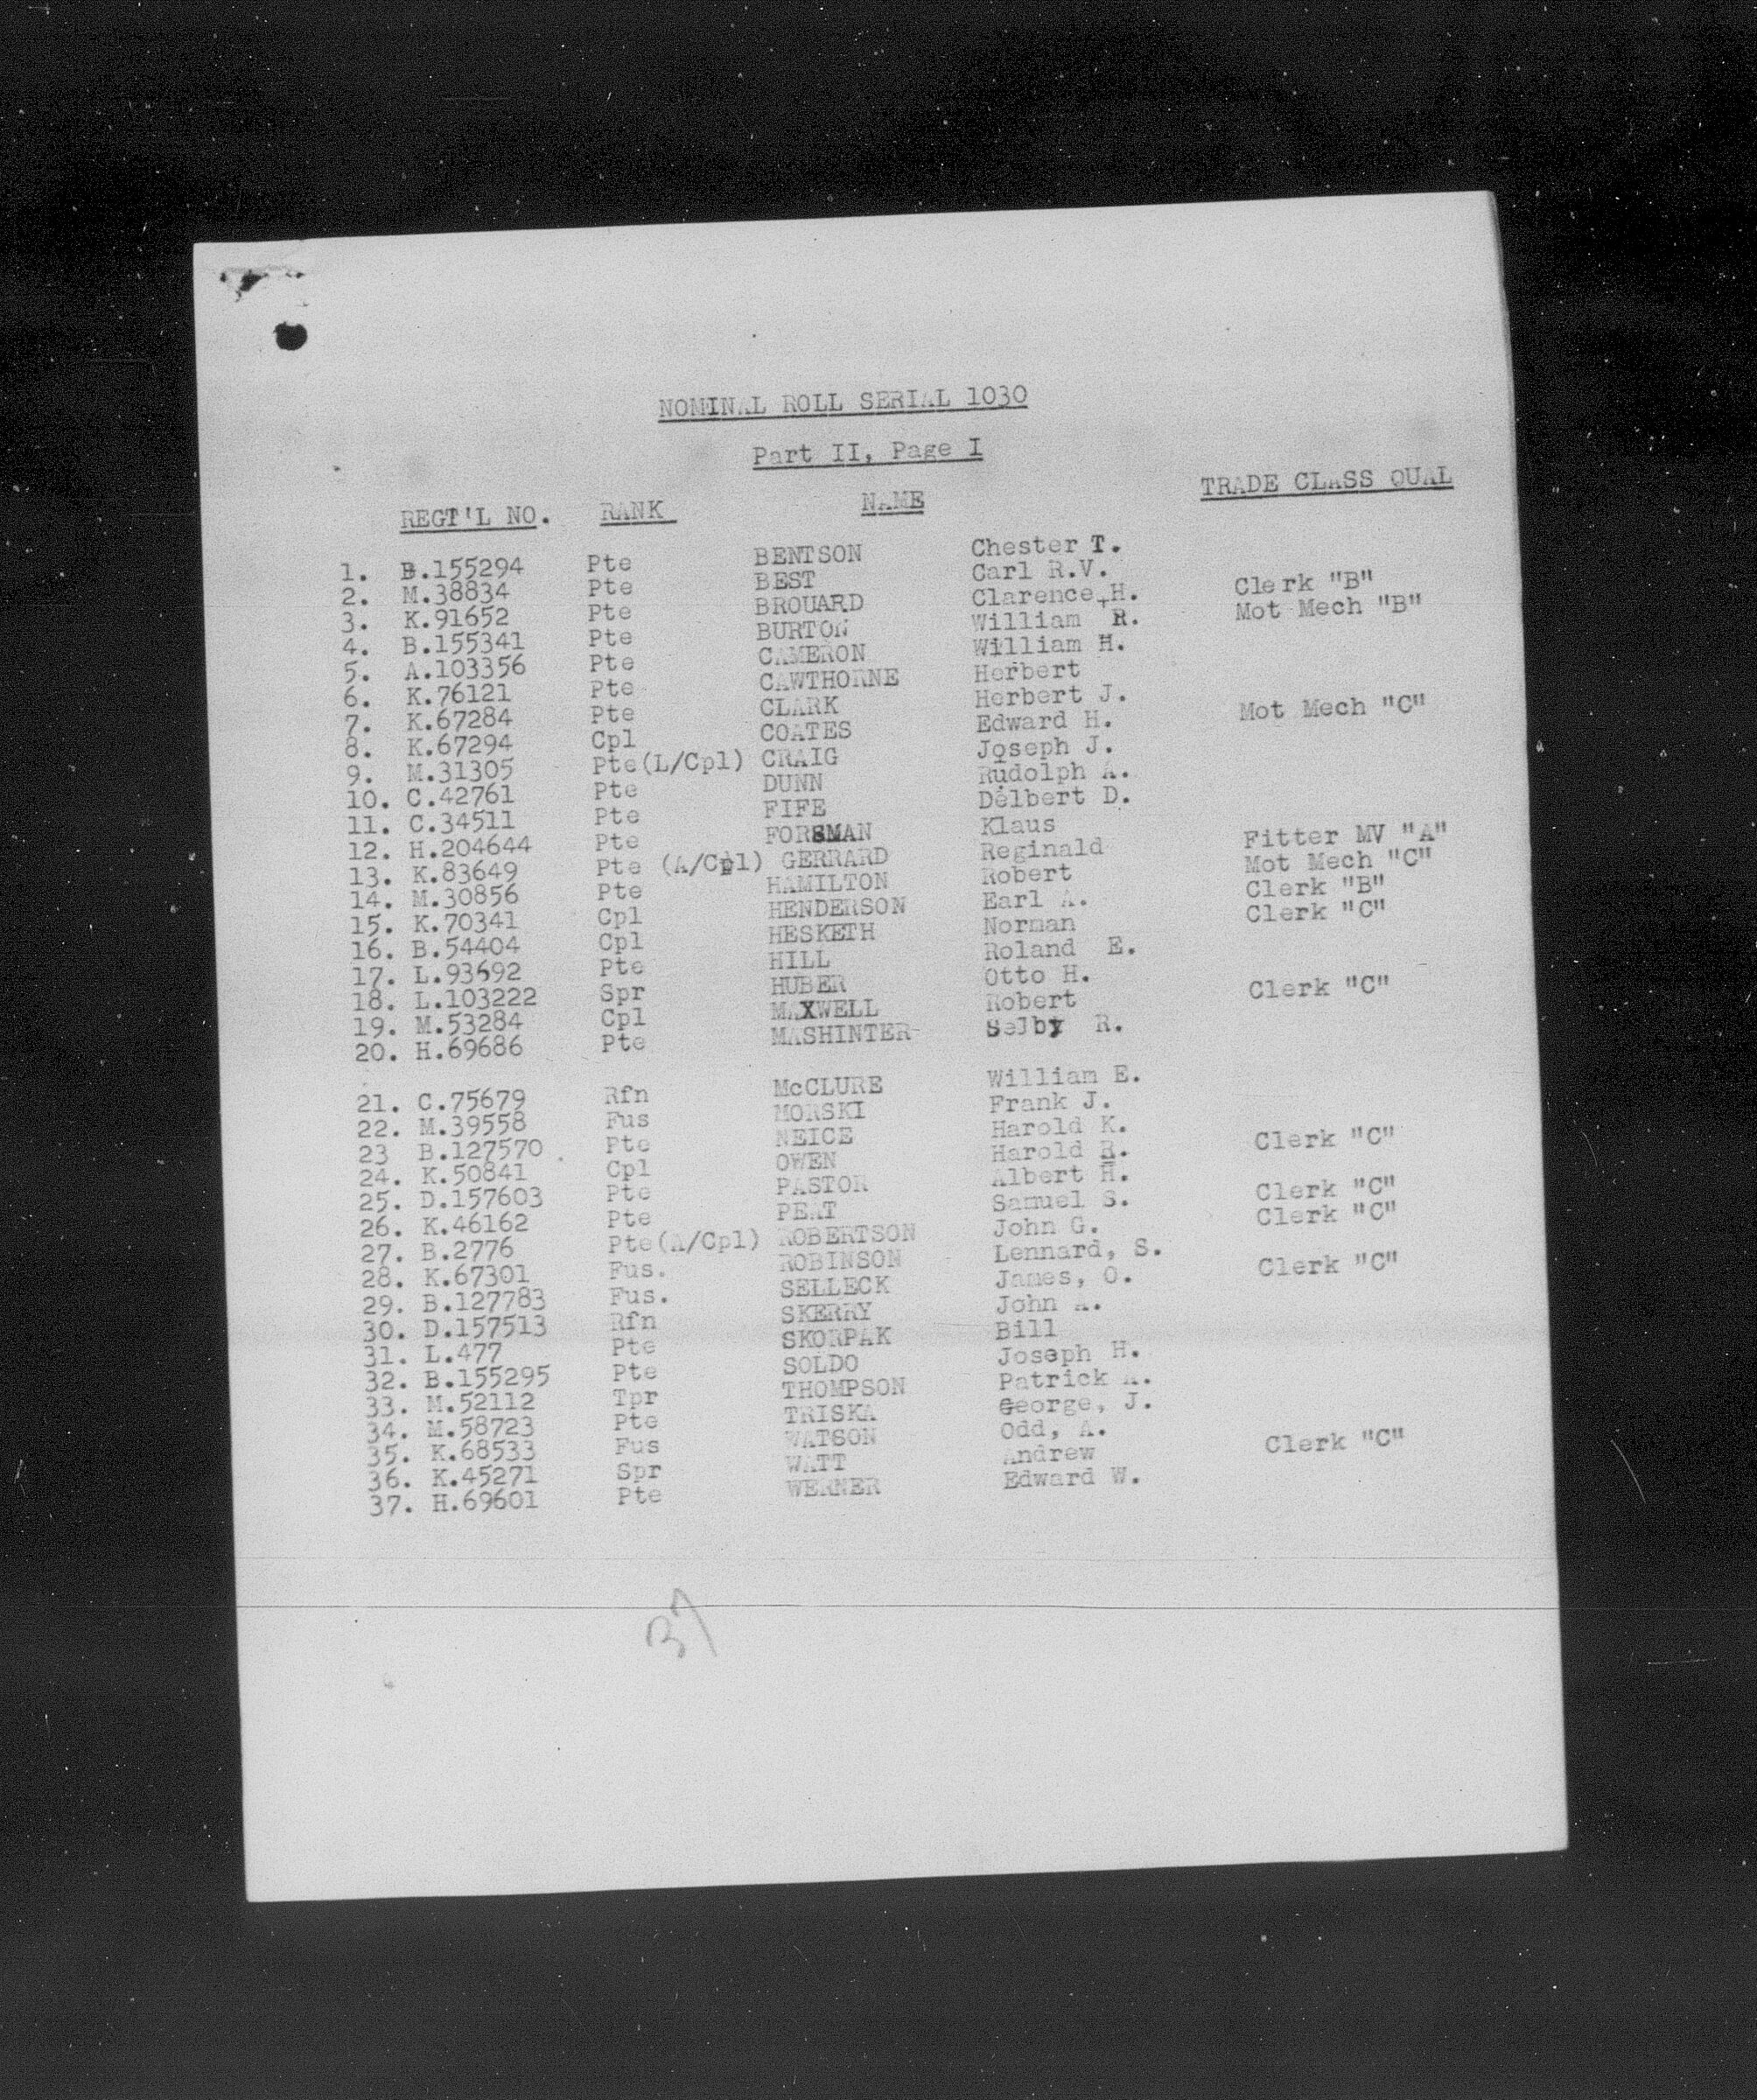 NOMINAL ROLL SERIAL 1030
Part II, Page I
REGT'L NO. RANK NAME TRADE CLASS QUAL
1. B.155294 Pte BENTSON Chester T.
2. M.38834 Pte BEST Carl R.V.
3. K.91652 Pte BROUARD Clarence H. Clerk "B"
4. B.155341 Pte BURTON William R. Mot Mech "B"
5. A.103356 Pte CAMERON William H.
6. K.76121 Pte CAWTHORNE Herbert
7. K.67284 Pte CLARK Herbert J.
8. K.67294 Cpl COATES Edward H. Mot Mech "C"
9. M.31305 Pte(L/Cpl) CRAIG Joseph J.
10. C.42761 Pte DUNN Rudolph A.
11. C.34511 Pte FIFE Delbert D.
12. H.204644 Pte FORSMAN Klaus
13. K.83649 Pte (A/Cpl) GERRARD Reginald Fitter MV "A"
14. M.30856 Pte HAMILTON Robert Mot Mech "C"
15. K.70341 Cpl HENDERSON Earl A. Clerk "B"
16. B.54404 Cpl HESKETH Norman Clerk "C"
17. L.93692 Pte HILL Roland E.
18. L.103222 Spr HUBER Otto H.
19. M.53284 Cpl MAXWELL Robert Clerk "C"
20. H.69686 Pte MASHINTER Selby R.
21. C.75679 Rfn McCLURE William E.
22. M.39558 Fus MORSKI Frank J.
23 B.127570 Pte NEICE Harold K.
24. K.50841 Cpl OWEN Harold R. Clerk "C"
25. D.157603 Pte PASTOR Albert H.
26. K.46162 Pte PEAT Samuel S. Clerk "C"
27. B.2776 Pte(A/Cpl) ROBERTSON John G. Clerk "C"
28. K.67301 Fus. ROBINSON Lennard, S.
29. B.127783 Fus. SELLECK James, O. Clerk "C"
30. D.157513 Rfn SKERRY John A.
31. L.477 Pte SKORPAK Bill
32. B.155295 Pte SOLDO Joseph H.
33. M.52112 Tpr THOMPSON Patrick A.
34. M.58723 Pte TRISKA George, J.
35. K.68533 Fus WATSON Odd, A.
36. K.45271 Spr WATT Andrew Clerk "C"
37. H.69601 Pte WERNER Edward W.
37